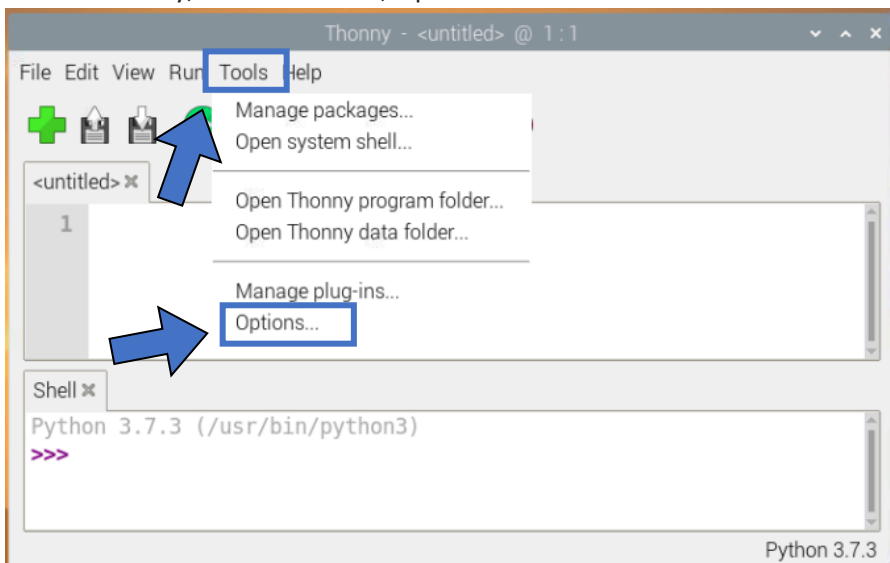 Thonny - <untitled> @ 1:1
File Edit View Run Tools Help
Manage packages...
Open system shell...
<untitled>
Open Thonny program folder...
1
Open Thonny data folder...
Manage plug-ins...
Options...
Shell
Python 3.7.3 (/usr/bin/python3)
>>>
Python 3.7.3